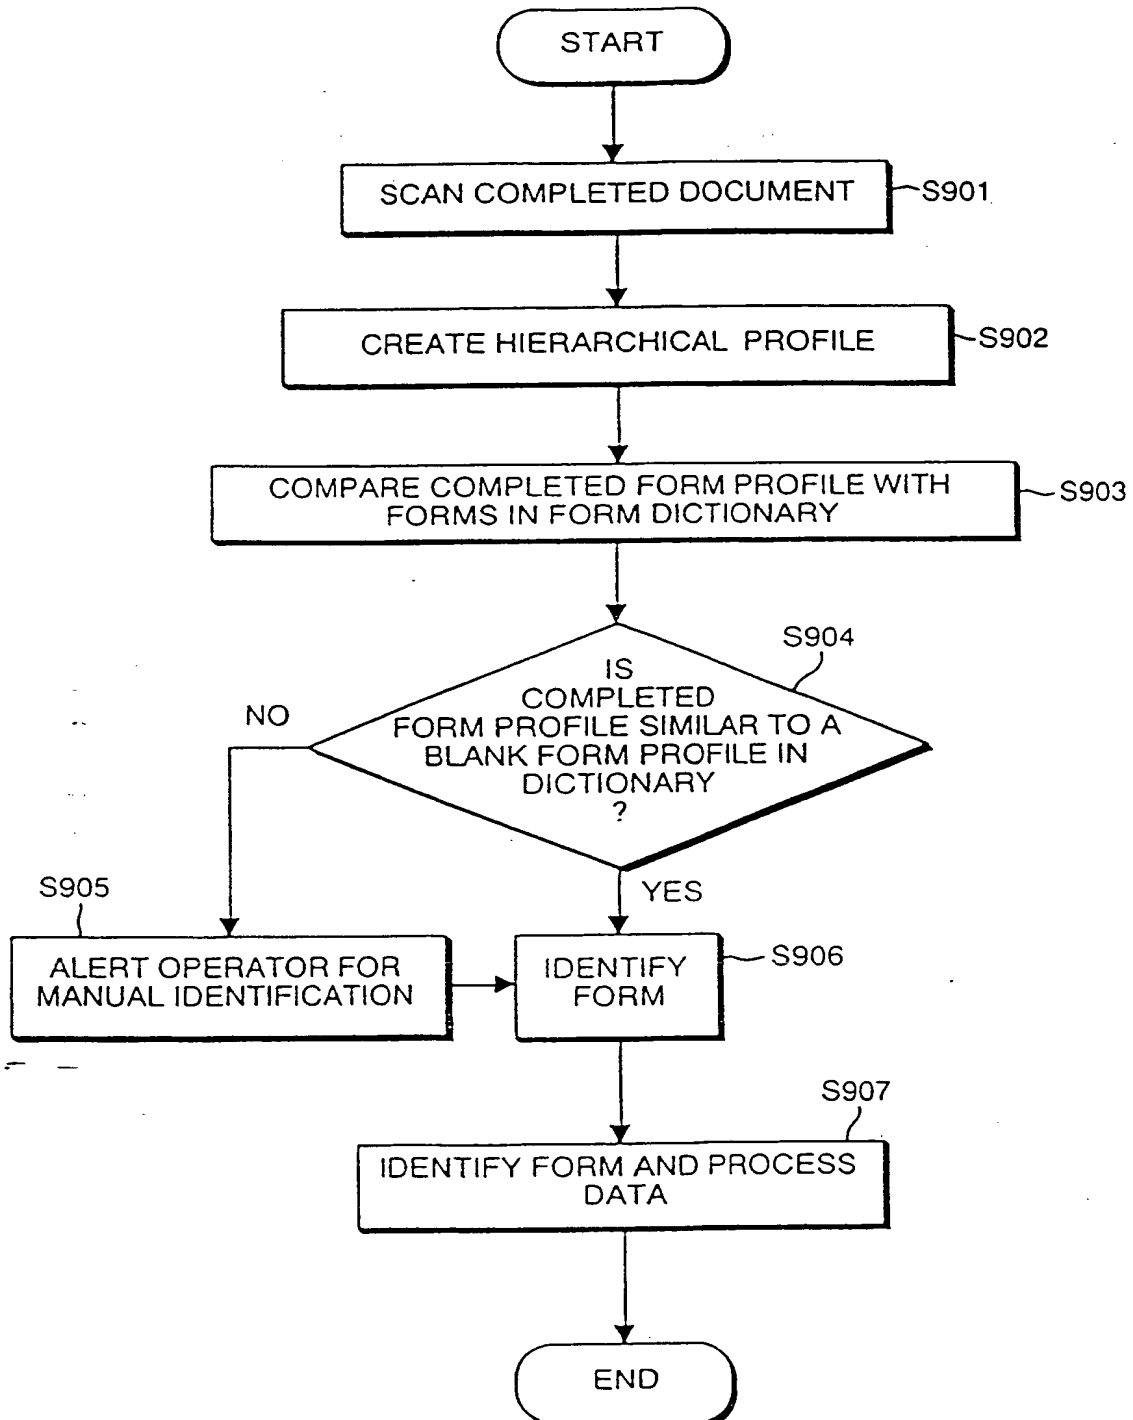 START
SCAN COMPLETED DOCUMENT
S901
CREATE HIERARCHICAL PROFILE
S902
COMPARE COMPLETED FORM PROFILE WITH
FORMS IN FORM DICTIONARY
S903
S904
IS
COMPLETED
FORM PROFILE SIMILAR TO A
BLANK FORM PROFILE IN
DICTIONARY
?
NO
YES
S905
ALERT OPERATOR FOR
MANUAL IDENTIFICATION
IDENTIFY
FORM
S906
S907
IDENTIFY FORM AND PROCESS
DATA
END